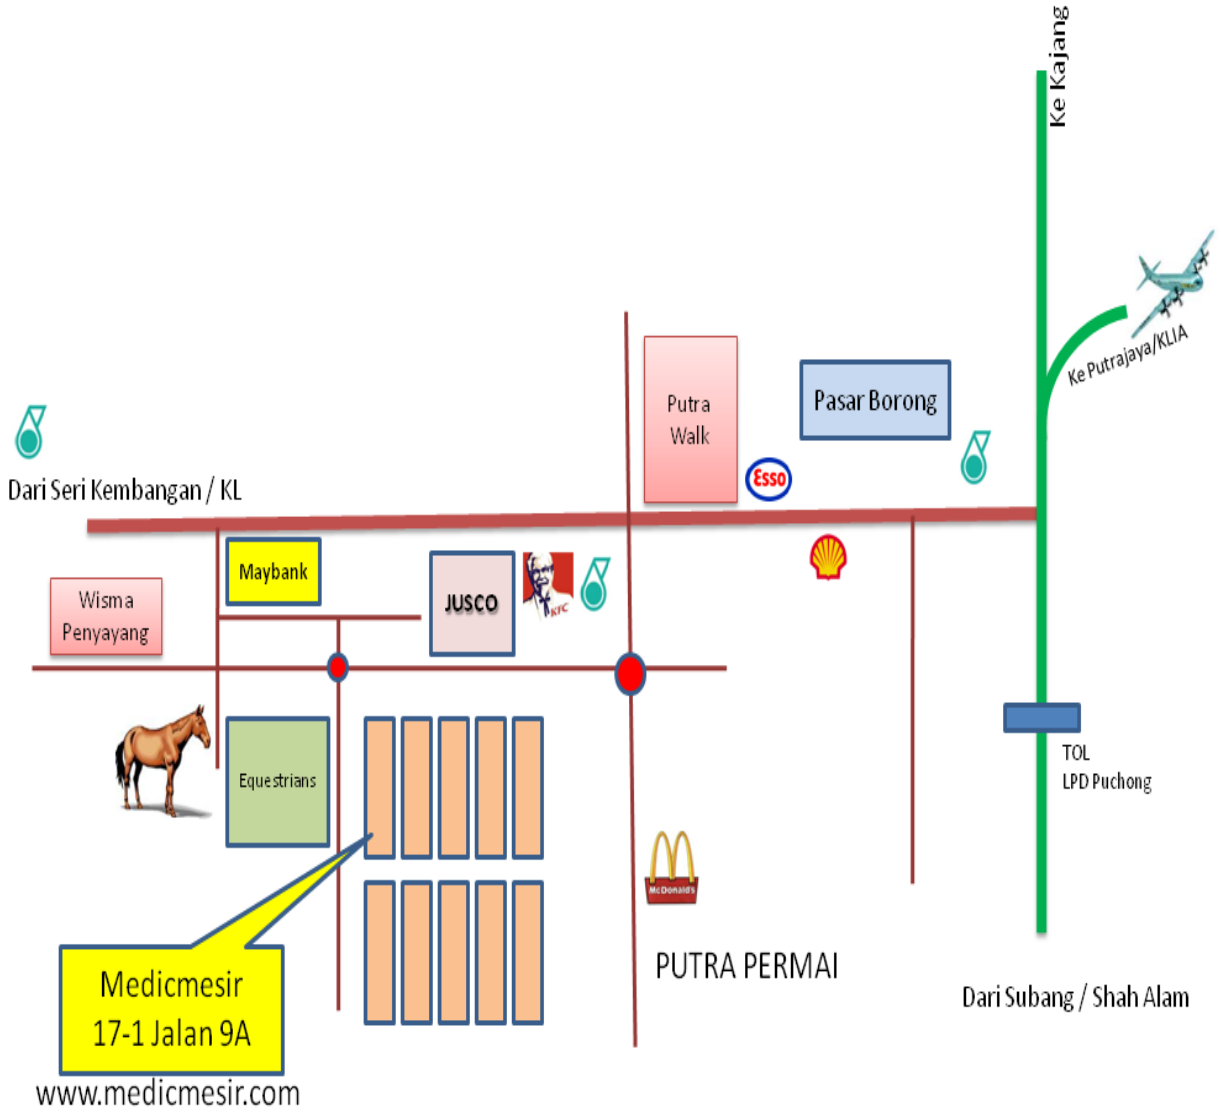 Ke Kajang
Ke Putrajaya/KLIA
Putra
Walk
Pasar Borong
Esso
Dari Seri Kembangan / KL
Maybank
JUSCO
KFC
Wisma
Penyayang
Equestrians
TOL
LPD Puchong
McDonald's
PUTRA PERMAI
Dari Subang / Shah Alam
Medicmesir
17-1 Jalan 9A
www.medicmesir.com